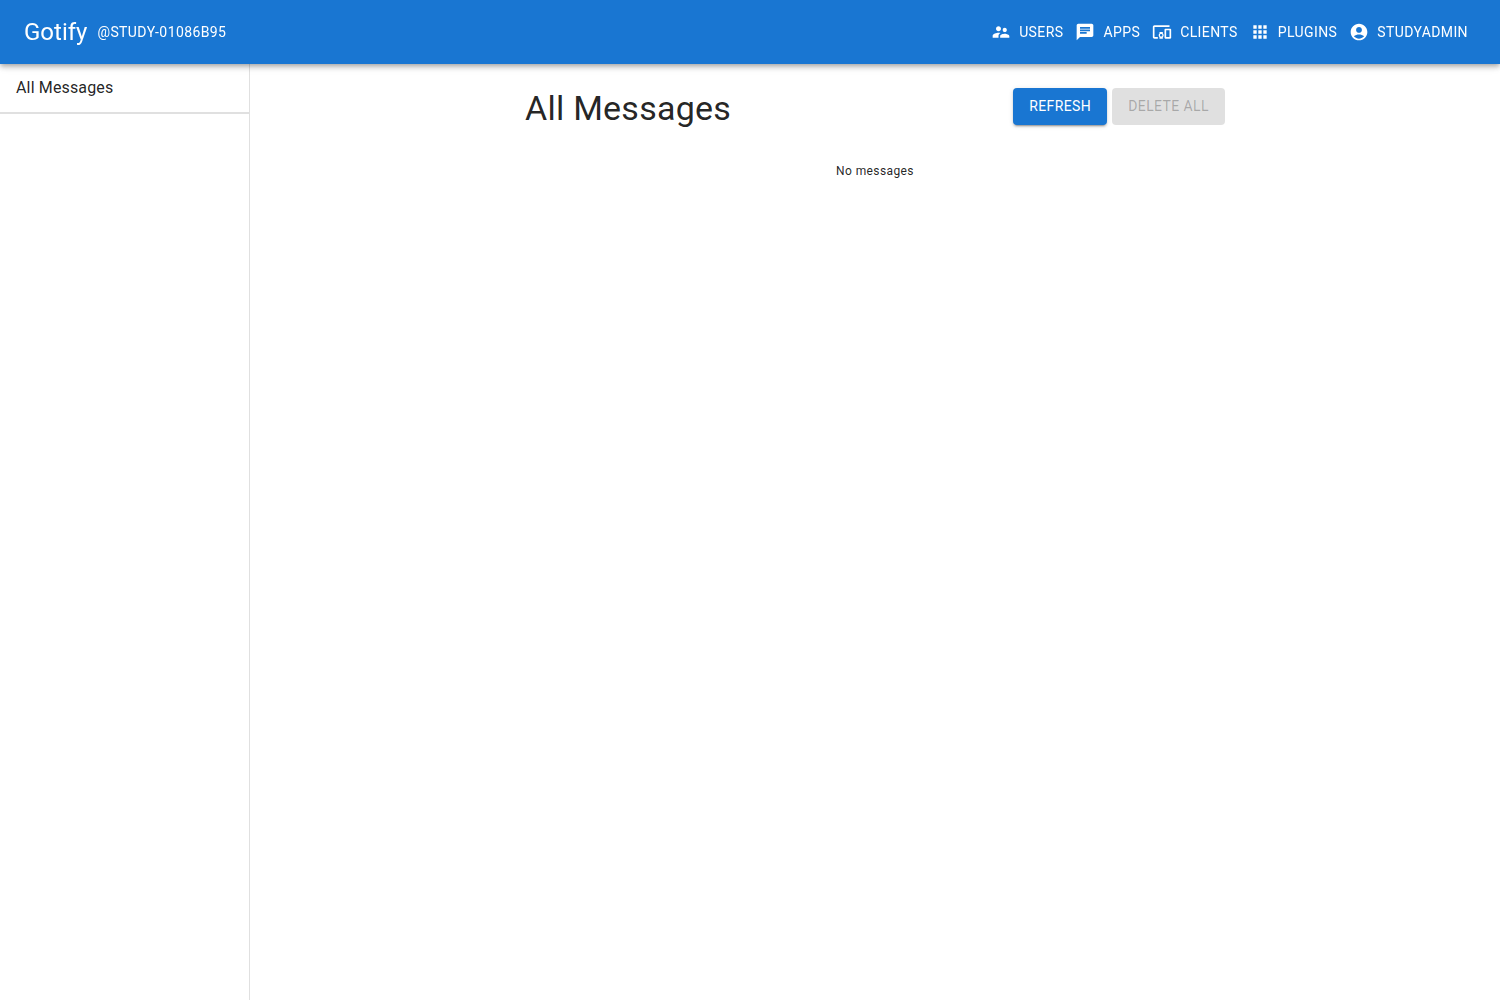 Gotify @STUDY-01086B95 USERS APPS CLIENTS PLUGINS STUDYADMIN
All Messages
All Messages REFRESH DELETE ALL
No messages